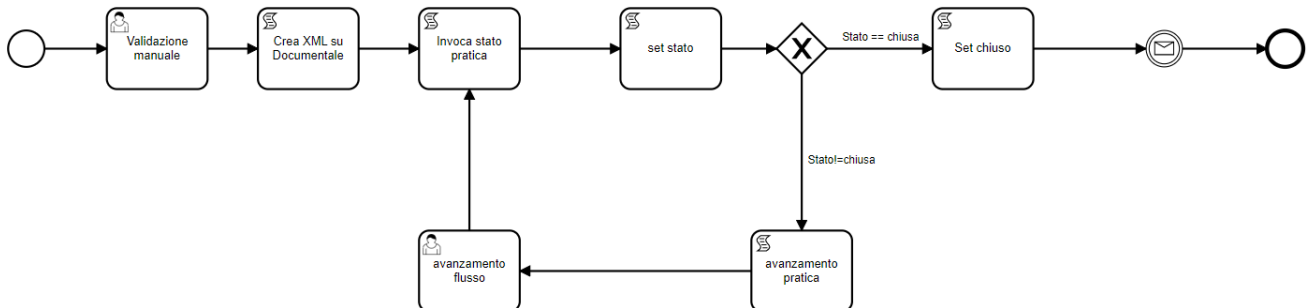 Validazione
manuale
Crea XML su
Documentale
Invoca stato
pratica
set stato
Stato == chiusa
Set chiuso
Stato!=chiusa
avanzamento
flusso
avanzamento
pratica